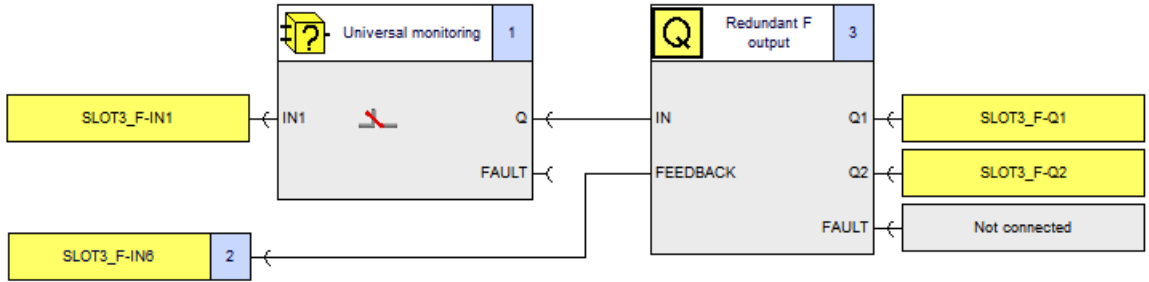 Universal monitoring 1
Redundant F
output
3
SLOT3_F-IN1
IN1
Q
IN
Q1
SLOT3_F-Q1
FAULT
FEEDBACK
Q2
SLOT3_F-Q2
FAULT
Not connected
SLOT3_F-IN6 2
?
Q